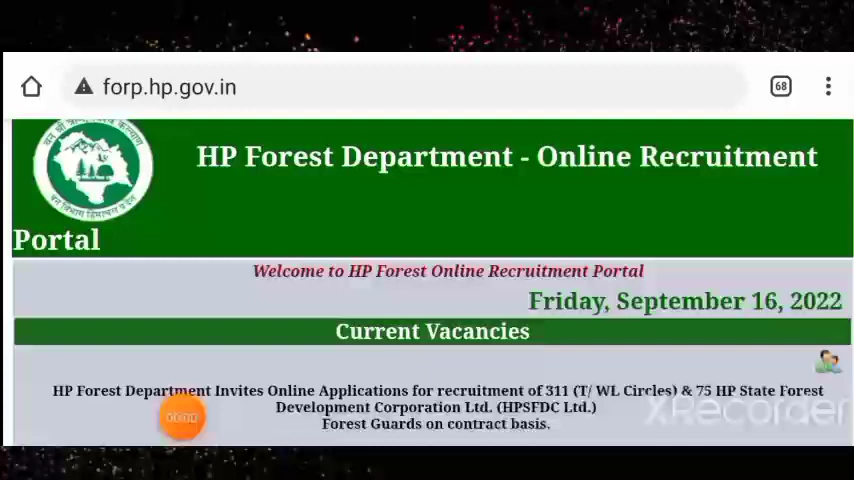 forp.hp.gov.in
68
HP Forest Department - Online Recruitment
Portal
Welcome to HP Forest Online Recruitment Portal
Friday, September 16, 2022
Current Vacancies
HP Forest Department Invites Online Applications for recruitment of 311 (T/ WL Circles) & 75 HP State Forest
Development Corporation Ltd. (HPSFDC Ltd.)
Forest Guards on contract basis.
00:00
XRecorder